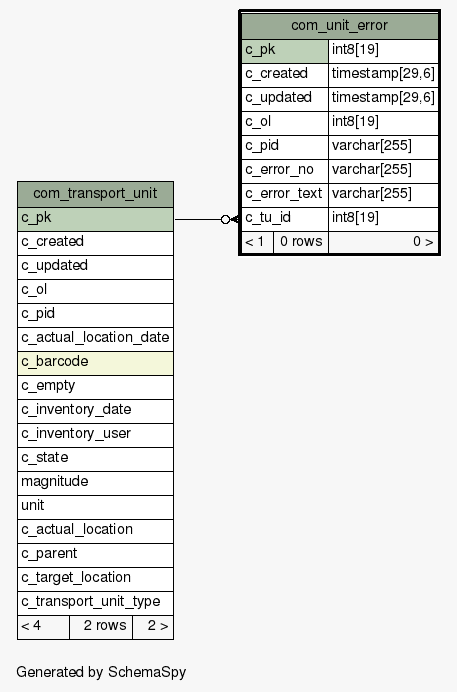 com_unit_error
c_pk int8[19]
c_created timestamp[29,6]
c_updated timestamp[29,6]
c_ol int8[19]
c_pid varchar[255]
c_error_no varchar[255]
c_error_text varchar[255]
c_tu_id int8[19]
< 1 0 rows 0 >
com_transport_unit
c_pk
c_created
c_updated
c_ol
c_pid
c_actual_location_date
c_barcode
c_empty
c_inventory_date
c_inventory_user
c_state
magnitude
unit
c_actual_location
c_parent
c_target_location
c_transport_unit_type
< 4 2 rows 2 >
Generated by SchemaSpy